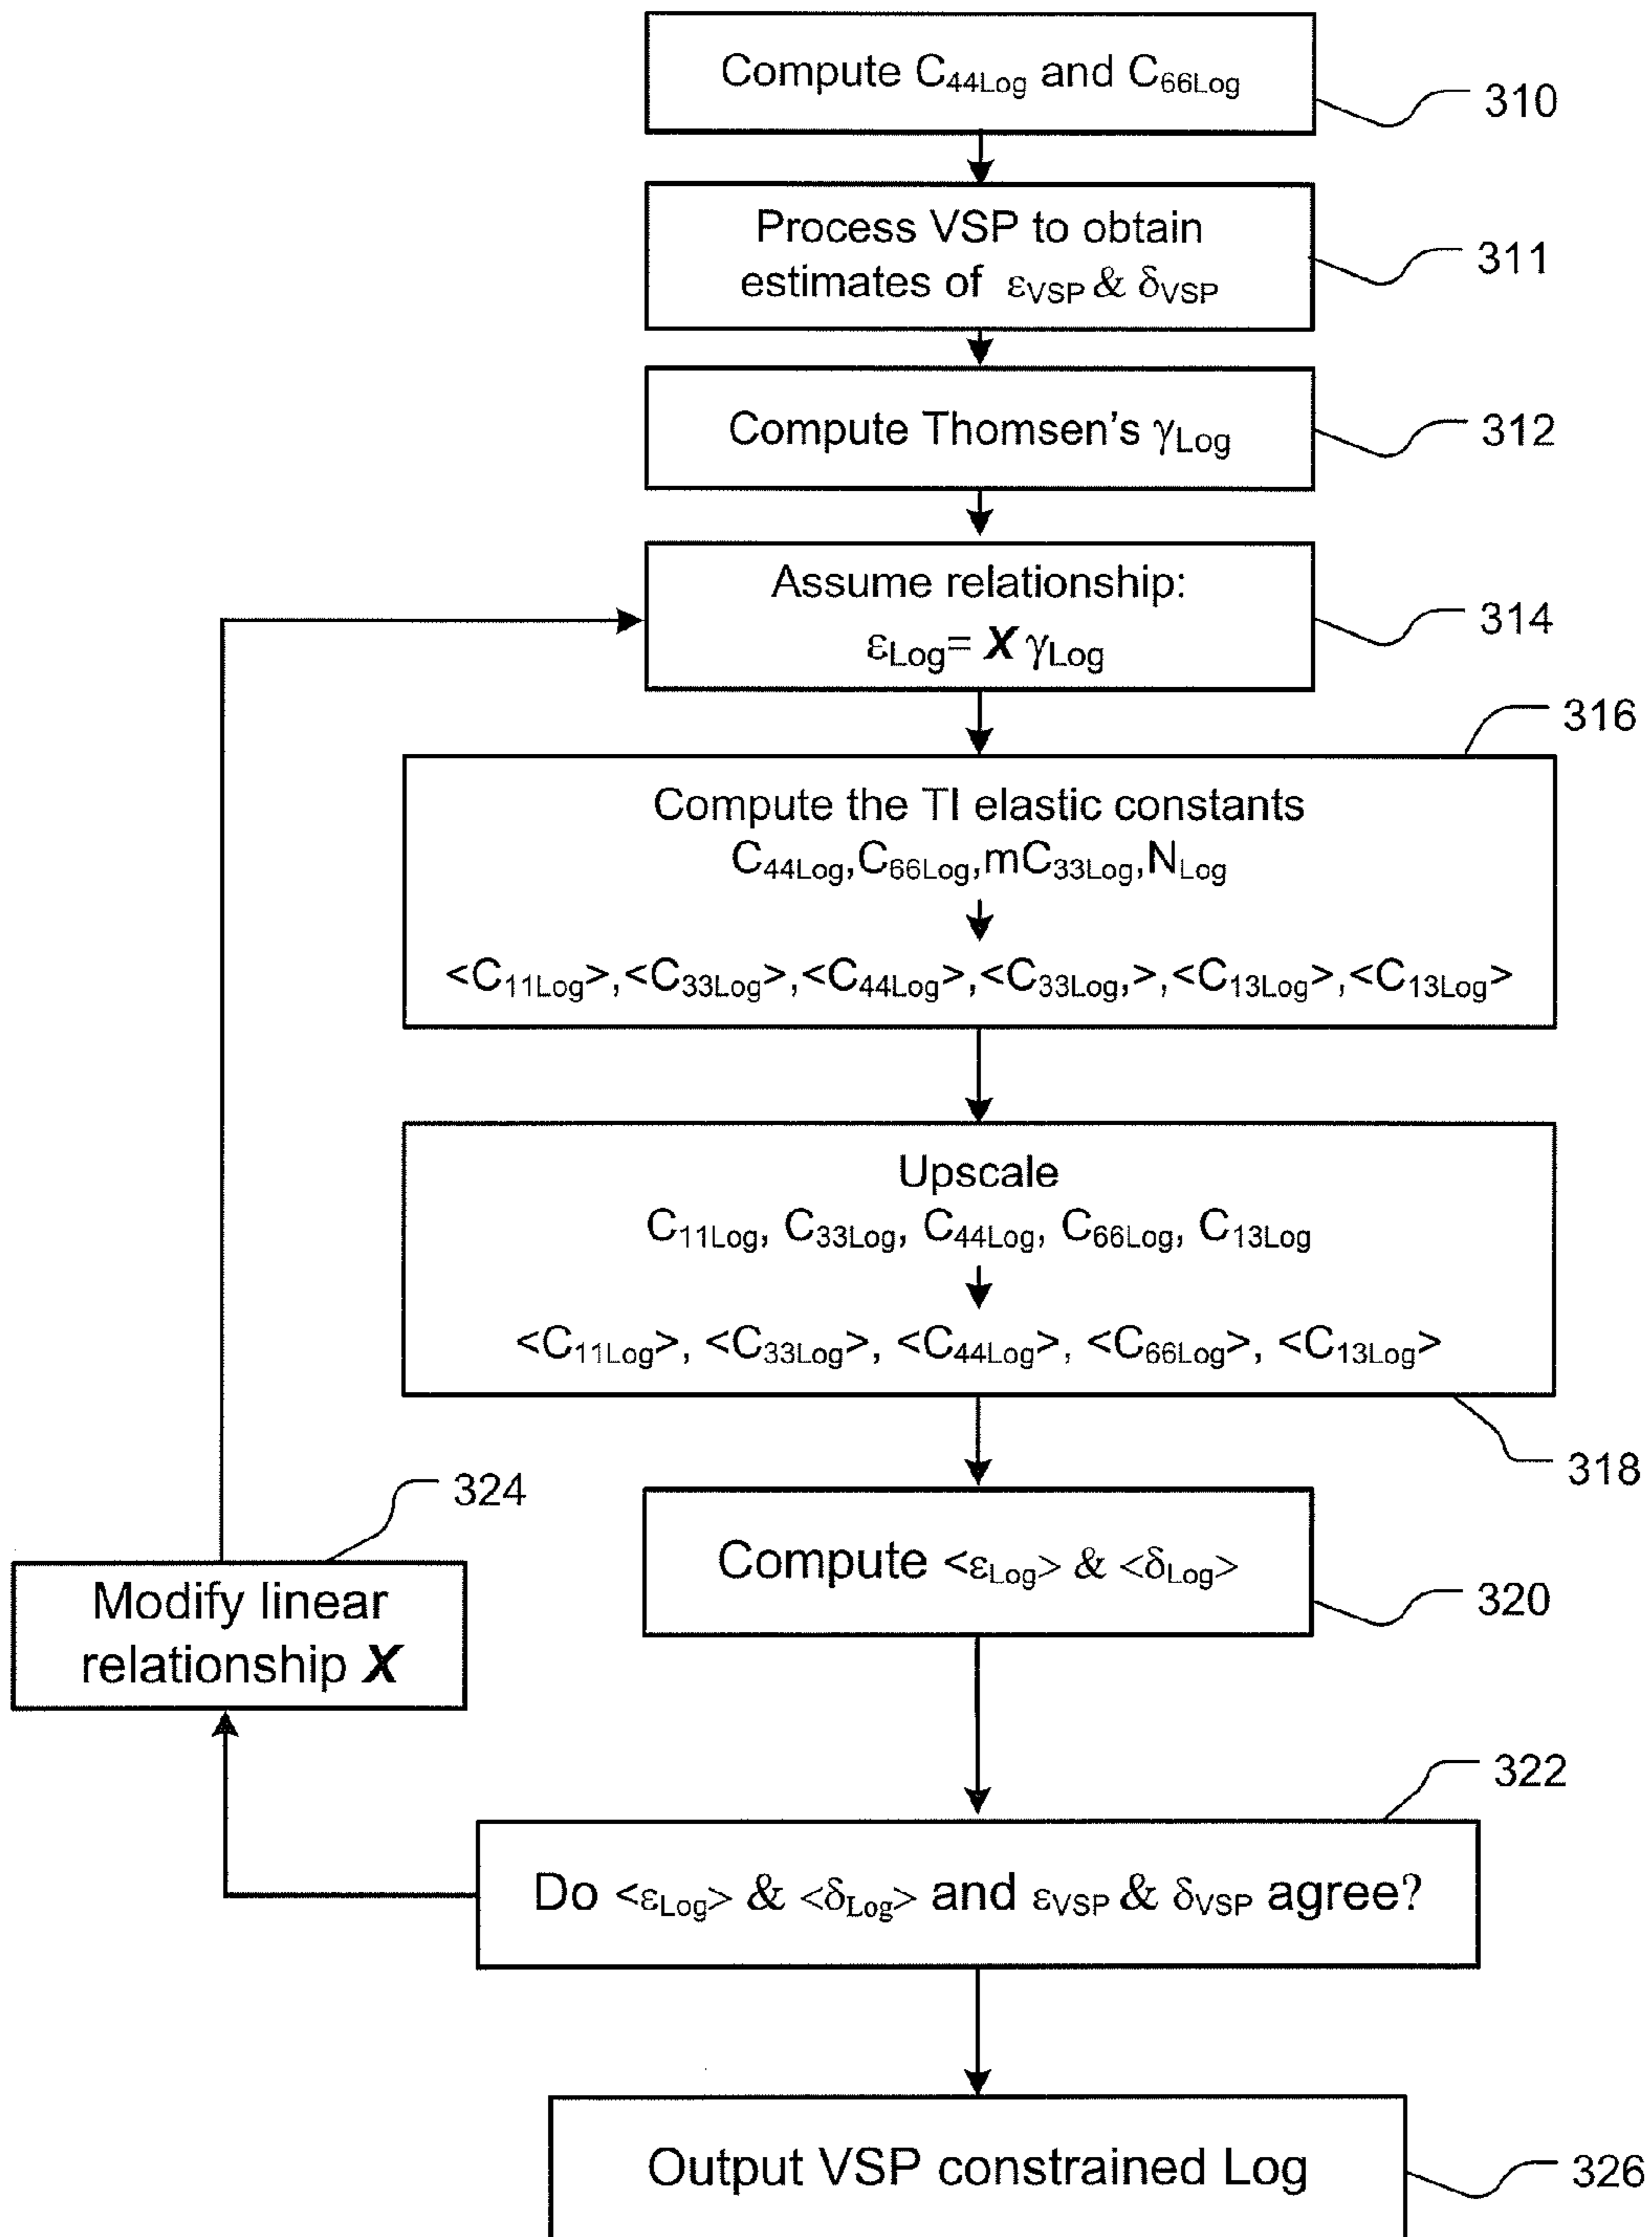 Compute C44Log and C66Log
310
Process VSP to obtain
estimates of εVSP & δVSP
311
Compute Thomsen's γLog
312
Assume relationship:
εLog= X γLog
314
316
Compute the TI elastic constants
C44Log,C66Log,mC33Log,NLog
<C11Log>,<C33Log>,<C44Log>,<C33Log,>,<C13Log>,<C13Log>
Upscale
C11Log, C33Log, C44Log, C66Log, C13Log
<C11Log>, <C33Log>, <C44Log>, <C66Log>, <C13Log>
318
324
Compute <εLog> & <δLog>
320
Modify linear
relationship X
322
Do <εLog> & <δLog> and εVSP & δVSP agree?
Output VSP constrained Log
326